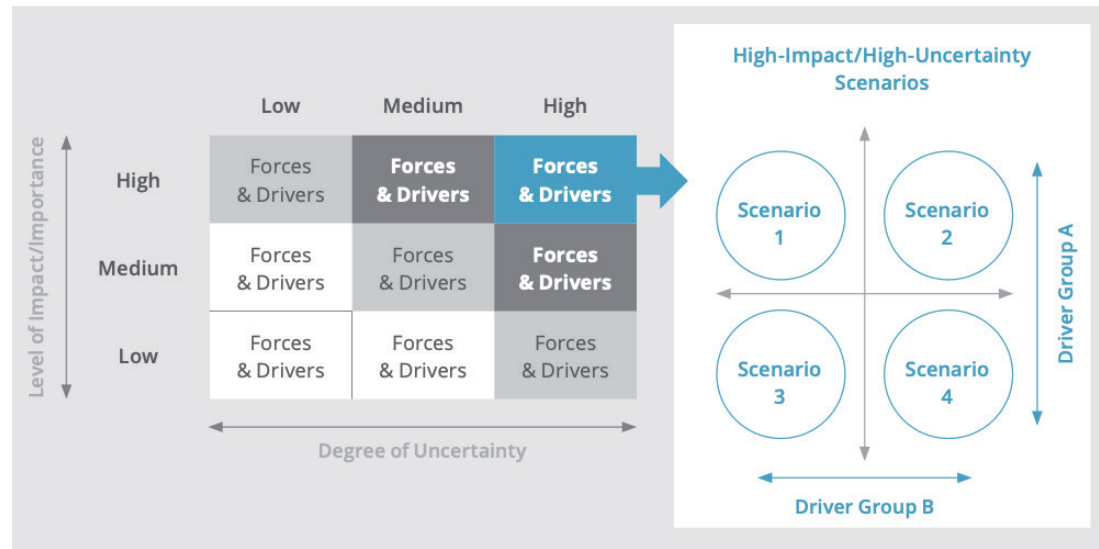 High-Impact/High-Uncertainty
Scenarios
Low Medium High
Level of Impact/Importance
High
Forces
& Drivers
Forces
& Drivers
Forces
& Drivers
Medium
Forces
& Drivers
Forces
& Drivers
Forces
& Drivers
Low
Forces
& Drivers
Forces
& Drivers
Forces
& Drivers
Degree of Uncertainty
Scenario
1
Scenario
2
Scenario
3
Scenario
4
Driver Group A
Driver Group B